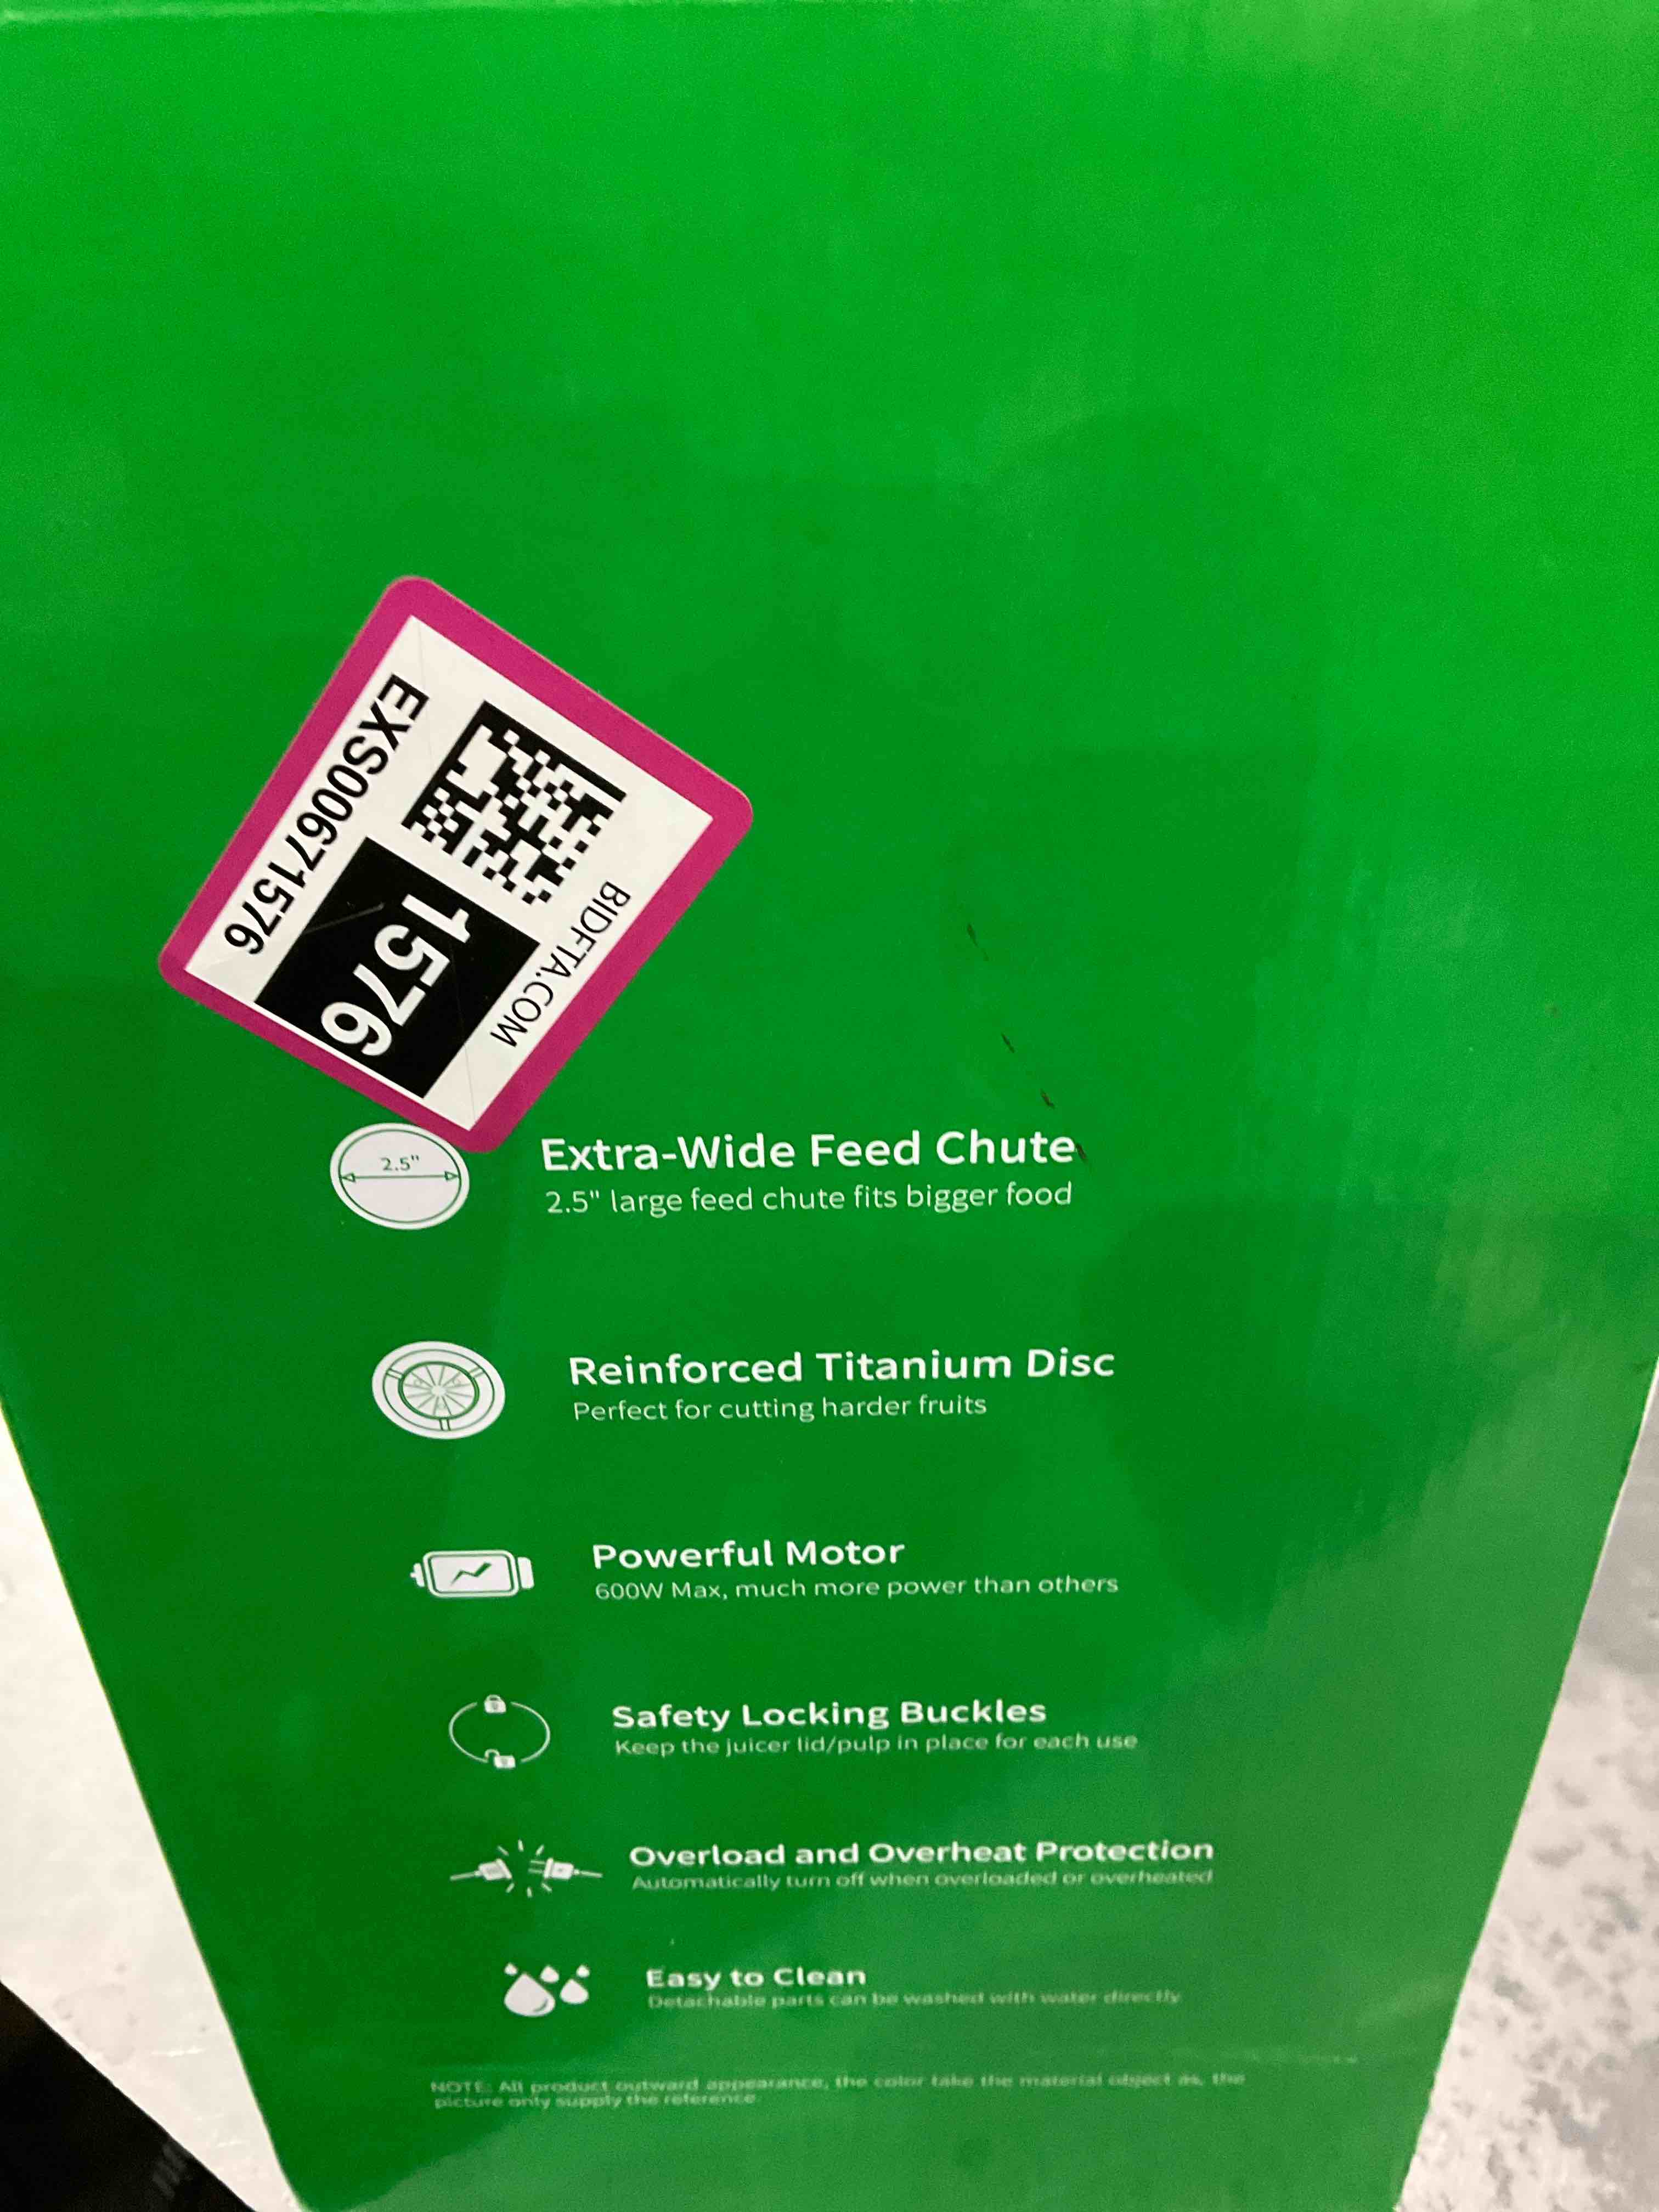 EXS00671576
1576
BIDFTA.COM
2.5"
Extra-Wide Feed Chute
2.5" large feed chute fits bigger food
Reinforced Titanium Disc
Perfect for cutting harder fruits
Powerful Motor
600W Max, much more power than others
Safety Locking Buckles
Keep the juicer lid/pulp in place for each use
Overload and Overheat Protection
Automatically turn off when overloaded or overheated
Easy to Clean
Detachable parts can be washed with water directly
NOTE: All product outward appearance, the color take the material object as, the
picture only supply the reference.